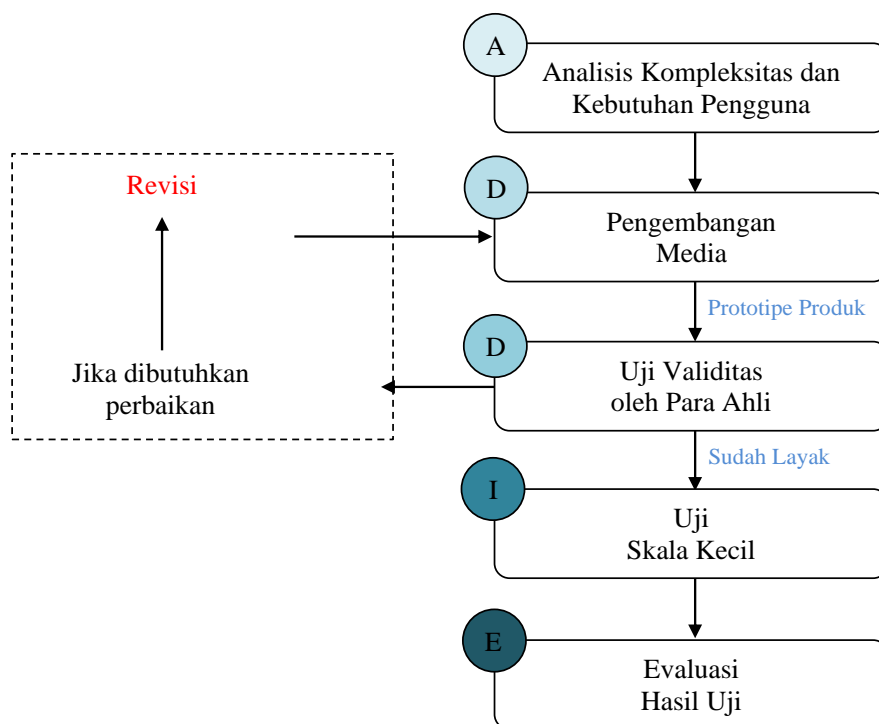 A
Analisis Kompleksitas dan
Kebutuhan Pengguna
Revisi
D
Pengembangan
Media
Prototipe Produk
D
Uji Validitas
oleh Para Ahli
Jika dibutuhkan
perbaikan
Sudah Layak
I
Uji
Skala Kecil
E
Evaluasi
Hasil Uji